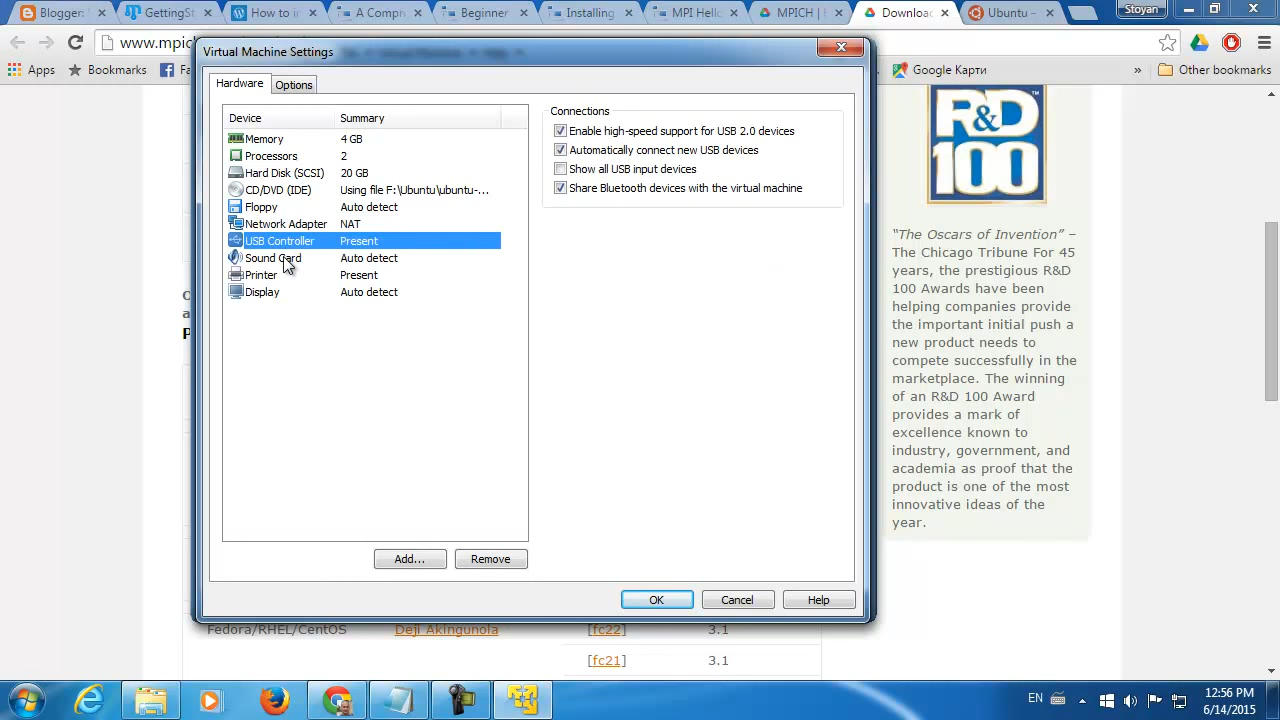 Blogger:
GettingSt
How to in
A Compr
Beginner
Installing
MPI Hello
MPICH |
Downloa
Ubuntu –
Stoyan
www.mpic
Apps
Bookmarks
Google Карти
»
Other bookmarks
Virtual Machine Settings
Hardware
Options
Device Summary
Memory 4 GB
Processors 2
Hard Disk (SCSI) 20 GB
CD/DVD (IDE) Using file F:\Ubuntu\ubuntu-...
Floppy Auto detect
Network Adapter NAT
USB Controller Present
Sound Card Auto detect
Printer Present
Display Auto detect
Add...
Remove
Connections
Enable high-speed support for USB 2.0 devices
Automatically connect new USB devices
Show all USB input devices
Share Bluetooth devices with the virtual machine
OK
Cancel
Help
R&D
100
“The Oscars of Invention” –
The Chicago Tribune For 45
years, the prestigious R&D
100 Awards have been
helping companies provide
the important initial push a
new product needs to
compete successfully in the
marketplace. The winning
of an R&D 100 Award
provides a mark of
excellence known to
industry, government, and
academia as proof that the
product is one of the most
innovative ideas of the
year.
Fedora/RHEL/CentOS Deji Akingunola [fc22] 3.1
[fc21] 3.1
EN
12:56 PM
6/14/2015